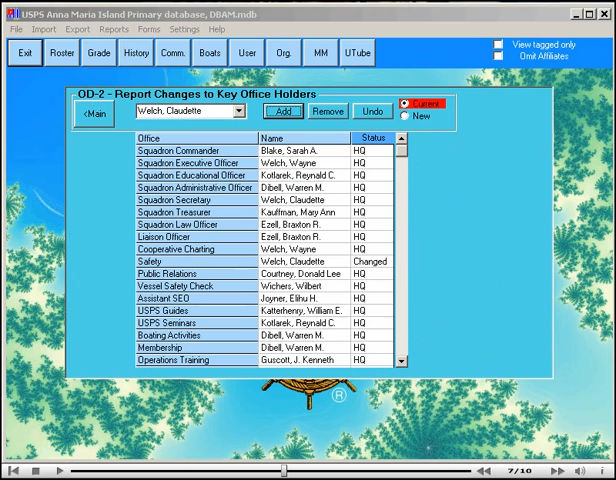 USPS Anna Maria Island Primary database, DBAM.mdb
File Import Export Reports Forms Settings Help
Exit Roster Grade History Comm. Boats User Org. MM UTube
View tagged only
Omit Affiliates
OD-2 - Report Changes to Key Office Holders
<Main Welch, Claudette Add Remove Undo Current
New
Office Name Status
Squadron Commander Blake, Sarah A. HQ
Squadron Executive Officer Welch, Wayne HQ
Squadron Educational Officer Kotlarek, Reynald C. HQ
Squadron Administrative Officer Dibell, Warren M. HQ
Squadron Secretary Welch, Claudette HQ
Squadron Treasurer Kauffman, Mary Ann HQ
Squadron Law Officer Ezell, Braxton R. HQ
Liaison Officer Ezell, Braxton R. HQ
Cooperative Charting Welch, Wayne HQ
Safety Welch, Claudette Changed
Public Relations Courtney, Donald Lee HQ
Vessel Safety Check Wichers, Wilbert HQ
Assistant SEO Joyner, Elihu H. HQ
USPS Guides Katterhenry, William E. HQ
USPS Seminars Kotlarek, Reynald C. HQ
Boating Activities Dibell, Warren M. HQ
Membership Dibell, Warren M. HQ
Operations Training Guscott, J. Kenneth HQ
®
7/10